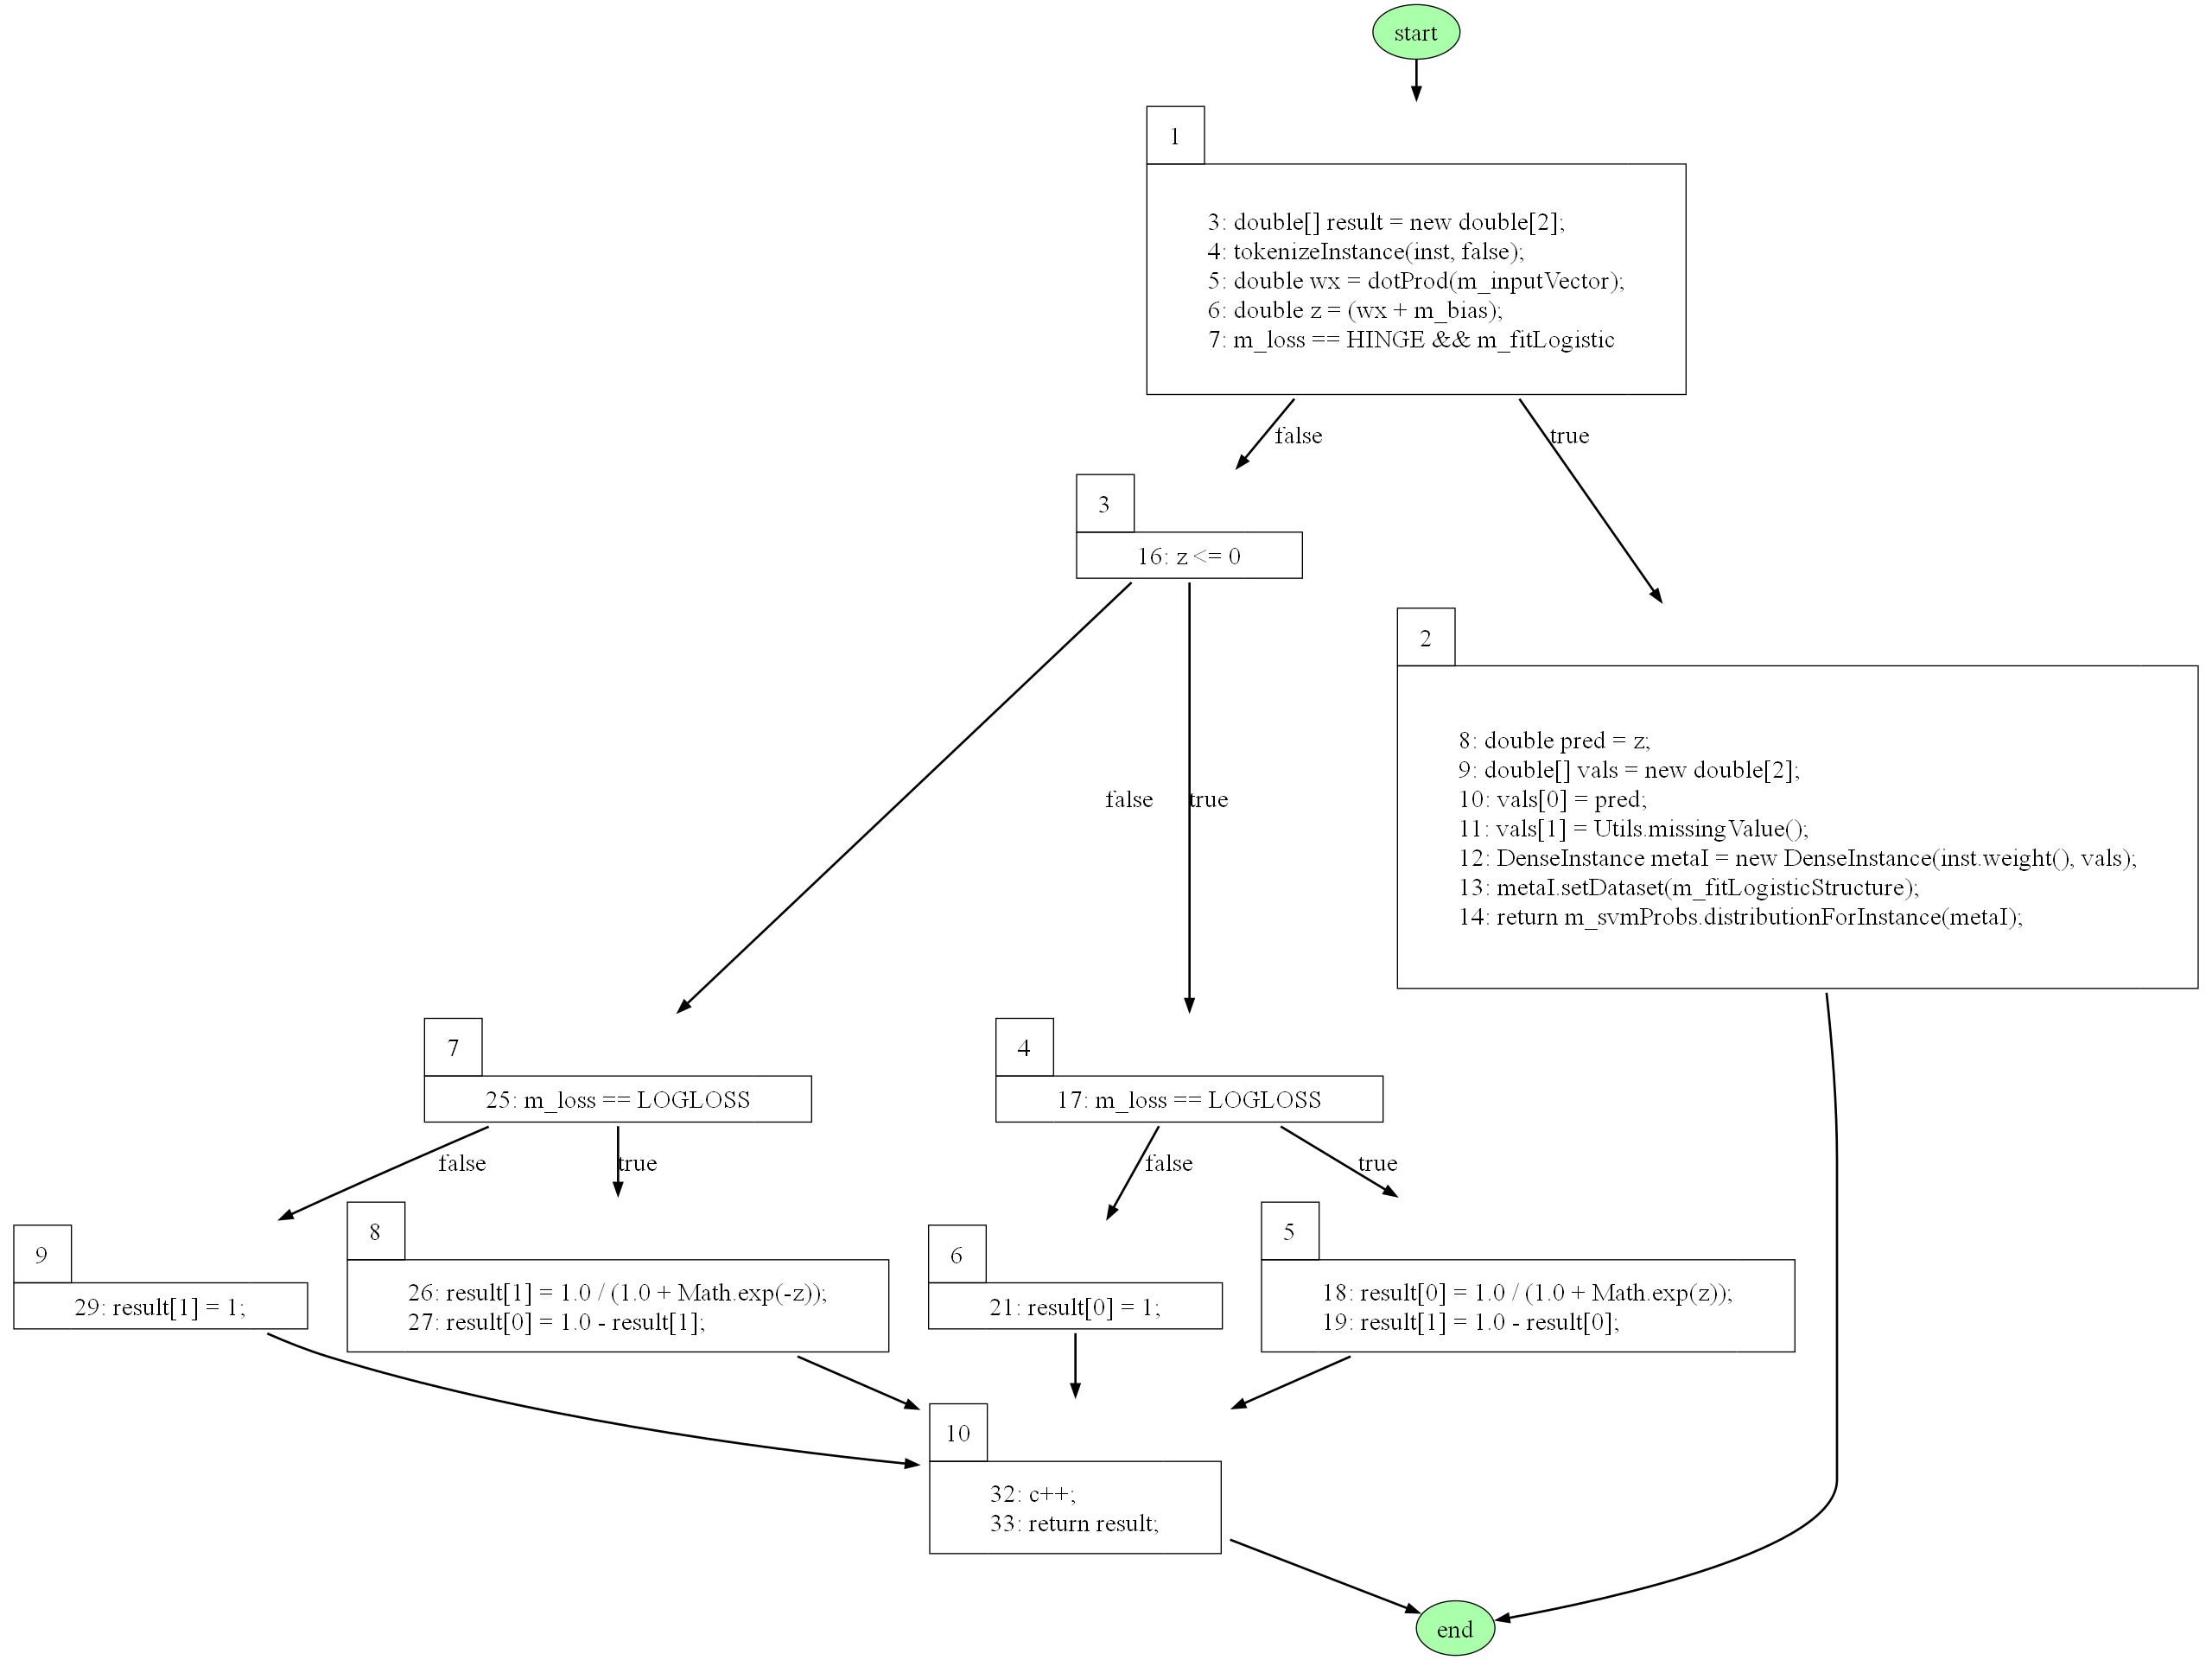 start
1
3: double[] result = new double[2];
4: tokenizeInstance(inst, false);
5: double wx = dotProd(m_inputVector);
6: double z = (wx + m_bias);
7: m_loss == HINGE && m_fitLogistic
false
true
3
16: z <= 0
2
8: double pred = z;
9: double[] vals = new double[2];
10: vals[0] = pred;
11: vals[1] = Utils.missingValue();
12: DenseInstance metaI = new DenseInstance(inst.weight(), vals);
13: metaI.setDataset(m_fitLogisticStructure);
14: return m_svmProbs.distributionForInstance(metaI);
false
true
7
25: m_loss == LOGLOSS
4
17: m_loss == LOGLOSS
false
true
false
true
9
29: result[1] = 1;
8
26: result[1] = 1.0 / (1.0 + Math.exp(-z));
27: result[0] = 1.0 - result[1];
6
21: result[0] = 1;
5
18: result[0] = 1.0 / (1.0 + Math.exp(z));
19: result[1] = 1.0 - result[0];
10
32: c++;
33: return result;
end